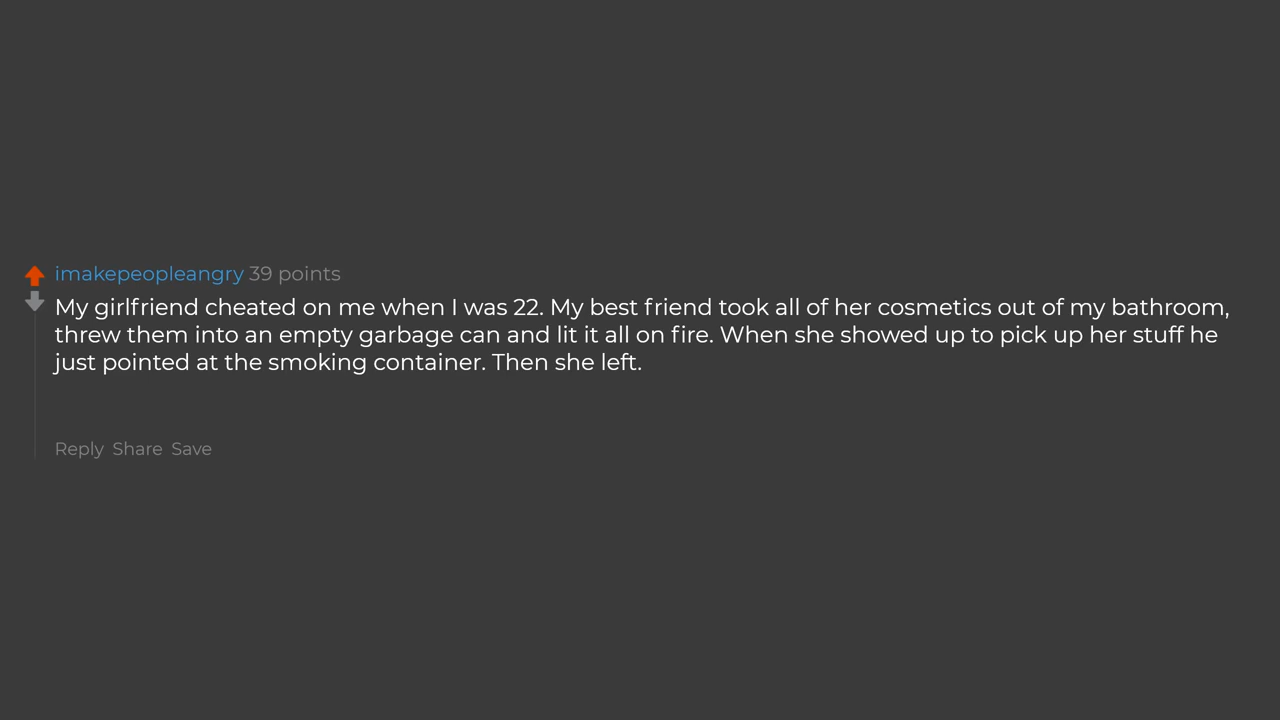 imakepeopleangry 39 points
My girlfriend cheated on me when I was 22. My best friend took all of her cosmetics out of my bathroom,
threw them into an empty garbage can and lit it all on fire. When she showed up to pick up her stuff he
just pointed at the smoking container. Then she left.
Reply Share Save